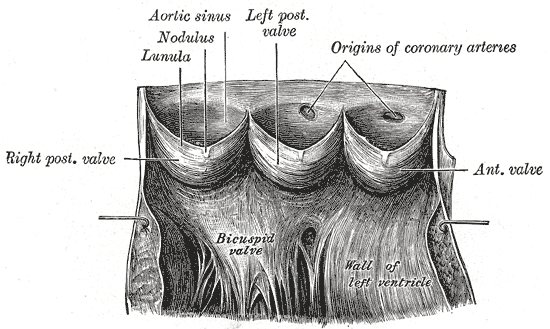 Aortic sinus
Nodulus
Lunula
Left post.
valve
Origins of coronary arteries
Right post. valve
Ant. valve
Bicuspid
valve
Wall of
left ventricle